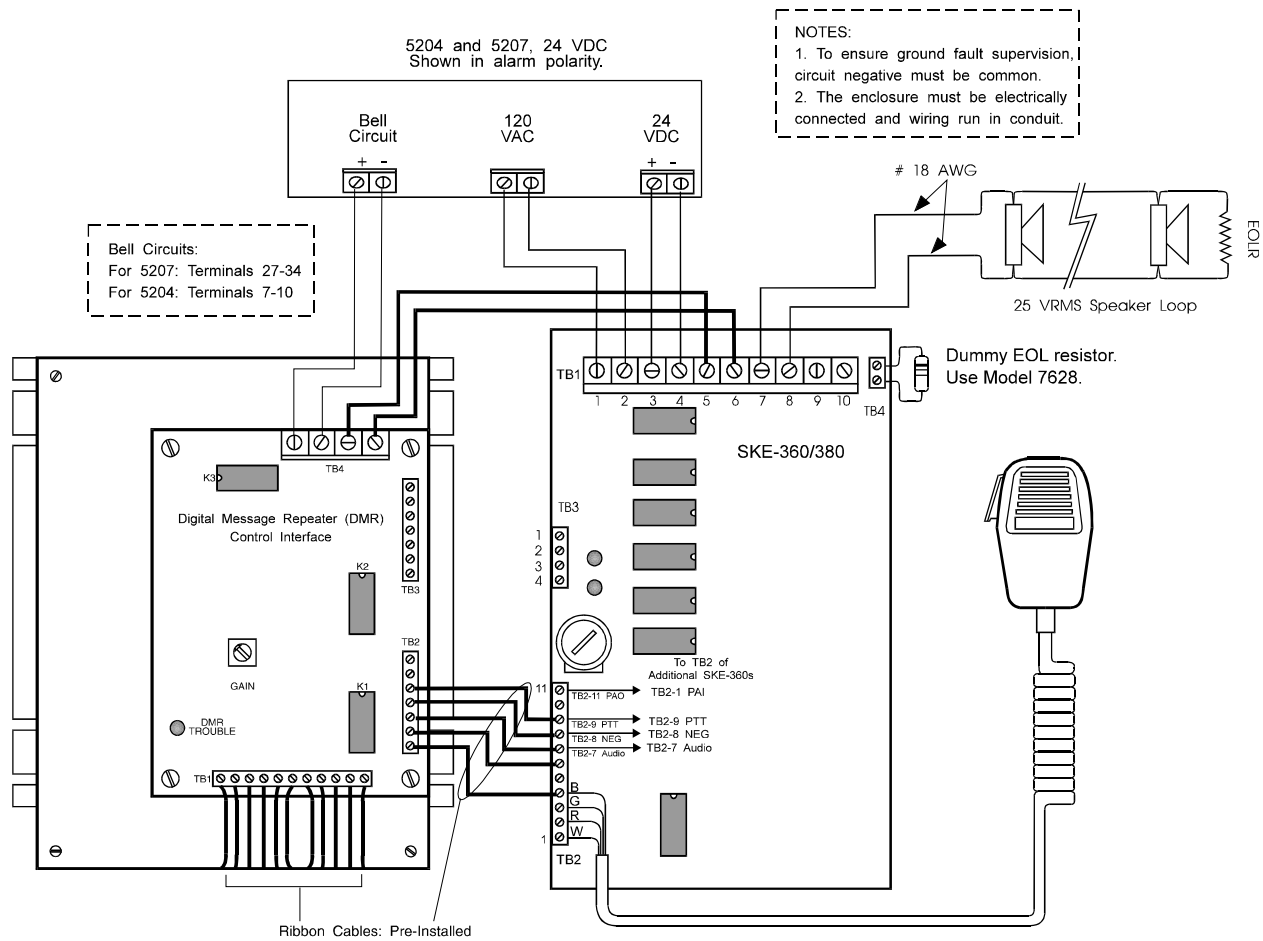 5204 and 5207, 24 VDC
Shown in alarm polarity.
NOTES:
1. To ensure ground fault supervision,
circuit negative must be common.
2. The enclosure must be electrically
connected and wiring run in conduit.
Bell
Circuit
+ -
120
VAC
24
VDC
+ -
# 18 AWG
EOLR
25 VRMS Speaker Loop
Bell Circuits:
For 5207: Terminals 27-34
For 5204: Terminals 7-10
TB1
1 2 3 4 5 6 7 8 9 10
TB4
Dummy EOL resistor.
Use Model 7628.
SKE-360/380
TB4
K3
Digital Message Repeater (DMR)
Control Interface
TB3
K2
TB2
GAIN
K1
DMR
TROUBLE
TB1
TB3
1
2
3
4
To TB2 of
Additional SKE-360s
11
TB2-11 PAO
TB2-1 PAI
TB2-9 PTT
TB2-9 PTT
TB2-8 NEG
TB2-8 NEG
TB2-7 Audio
TB2-7 Audio
B
G
R
W
1
TB2
Ribbon Cables: Pre-Installed